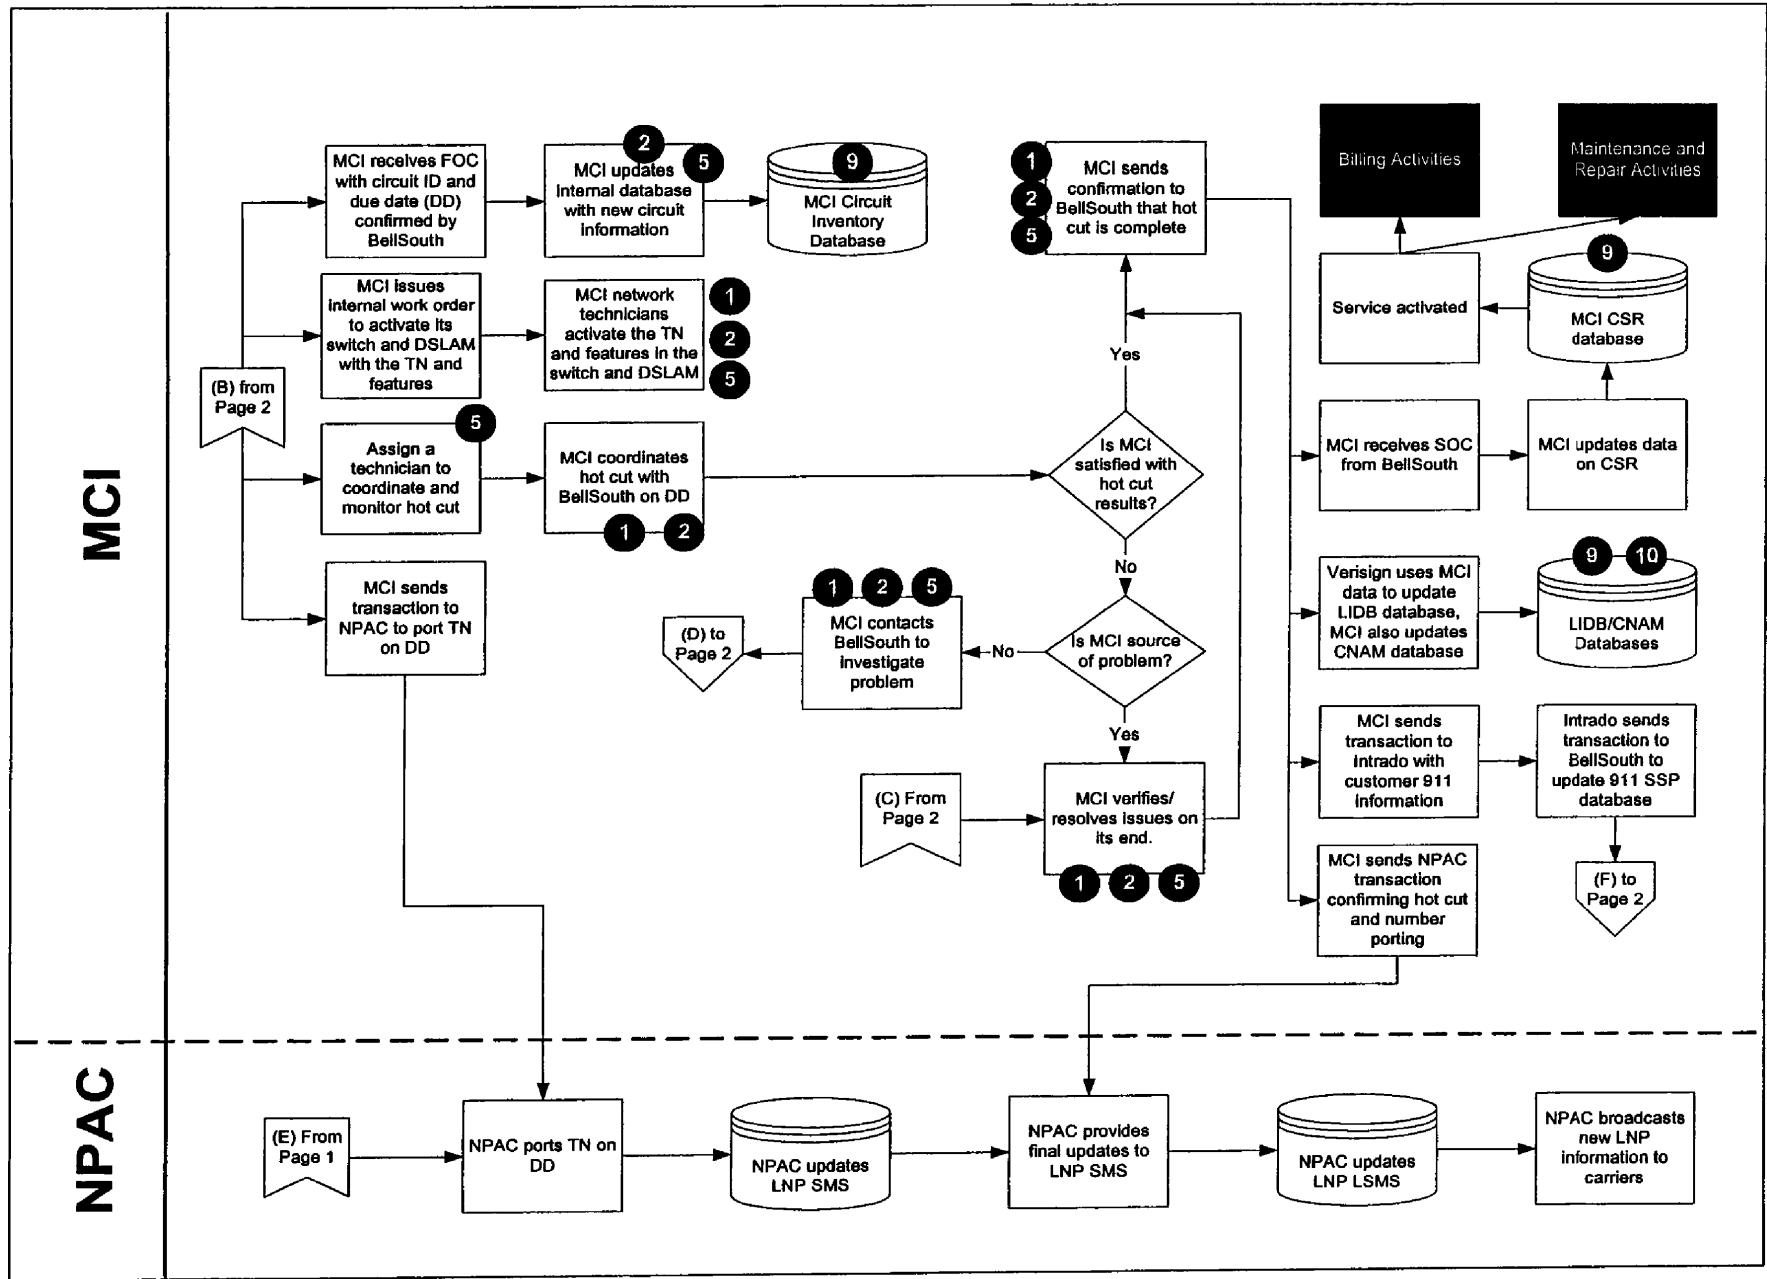 MCI
NPAC
(B) from
Page 2
MCI receives FOC
with circuit ID and
due date (DD)
confirmed by
BellSouth
2
5
MCI updates
internal database
with new circuit
information
9
MCI Circuit
Inventory
Database
MCI issues
internal work order
to activate its
switch and DSLAM
with the TN and
features
MCI network
technicians
activate the TN
and features in the
switch and DSLAM
1
2
5
5
Assign a
technician to
coordinate and
monitor hot cut
MCI coordinates
hot cut with
BellSouth on DD
1
2
MCI sends
transaction to
NPAC to port TN
on DD
1
2
5
MCI sends
confirmation to
BellSouth that hot
cut is complete
Yes
Is MCI
satisfied with
hot cut
results?
No
Is MCI source
of problem?
No
1
2
5
MCI contacts
BellSouth to
investigate
problem
(D) to
Page 2
Yes
(C) From
Page 2
MCI verifies/
resolves issues on
its end.
1
2
5
Billing Activities
Maintenance and
Repair Activities
Service activated
9
MCI CSR
database
MCI receives SOC
from BellSouth
MCI updates data
on CSR
Verisign uses MCI
data to update
LIDB database,
MCI also updates
CNAM database
9
10
LIDB/CNAM
Databases
MCI sends
transaction to
Intrado with
customer 911
information
Intrado sends
transaction to
BellSouth to
update 911 SSP
database
(F) to
Page 2
MCI sends NPAC
transaction
confirming hot cut
and number
porting
(E) From
Page 1
NPAC ports TN on
DD
NPAC updates
LNP SMS
NPAC provides
final updates to
LNP SMS
NPAC updates
LNP LSMS
NPAC broadcasts
new LNP
information to
carriers